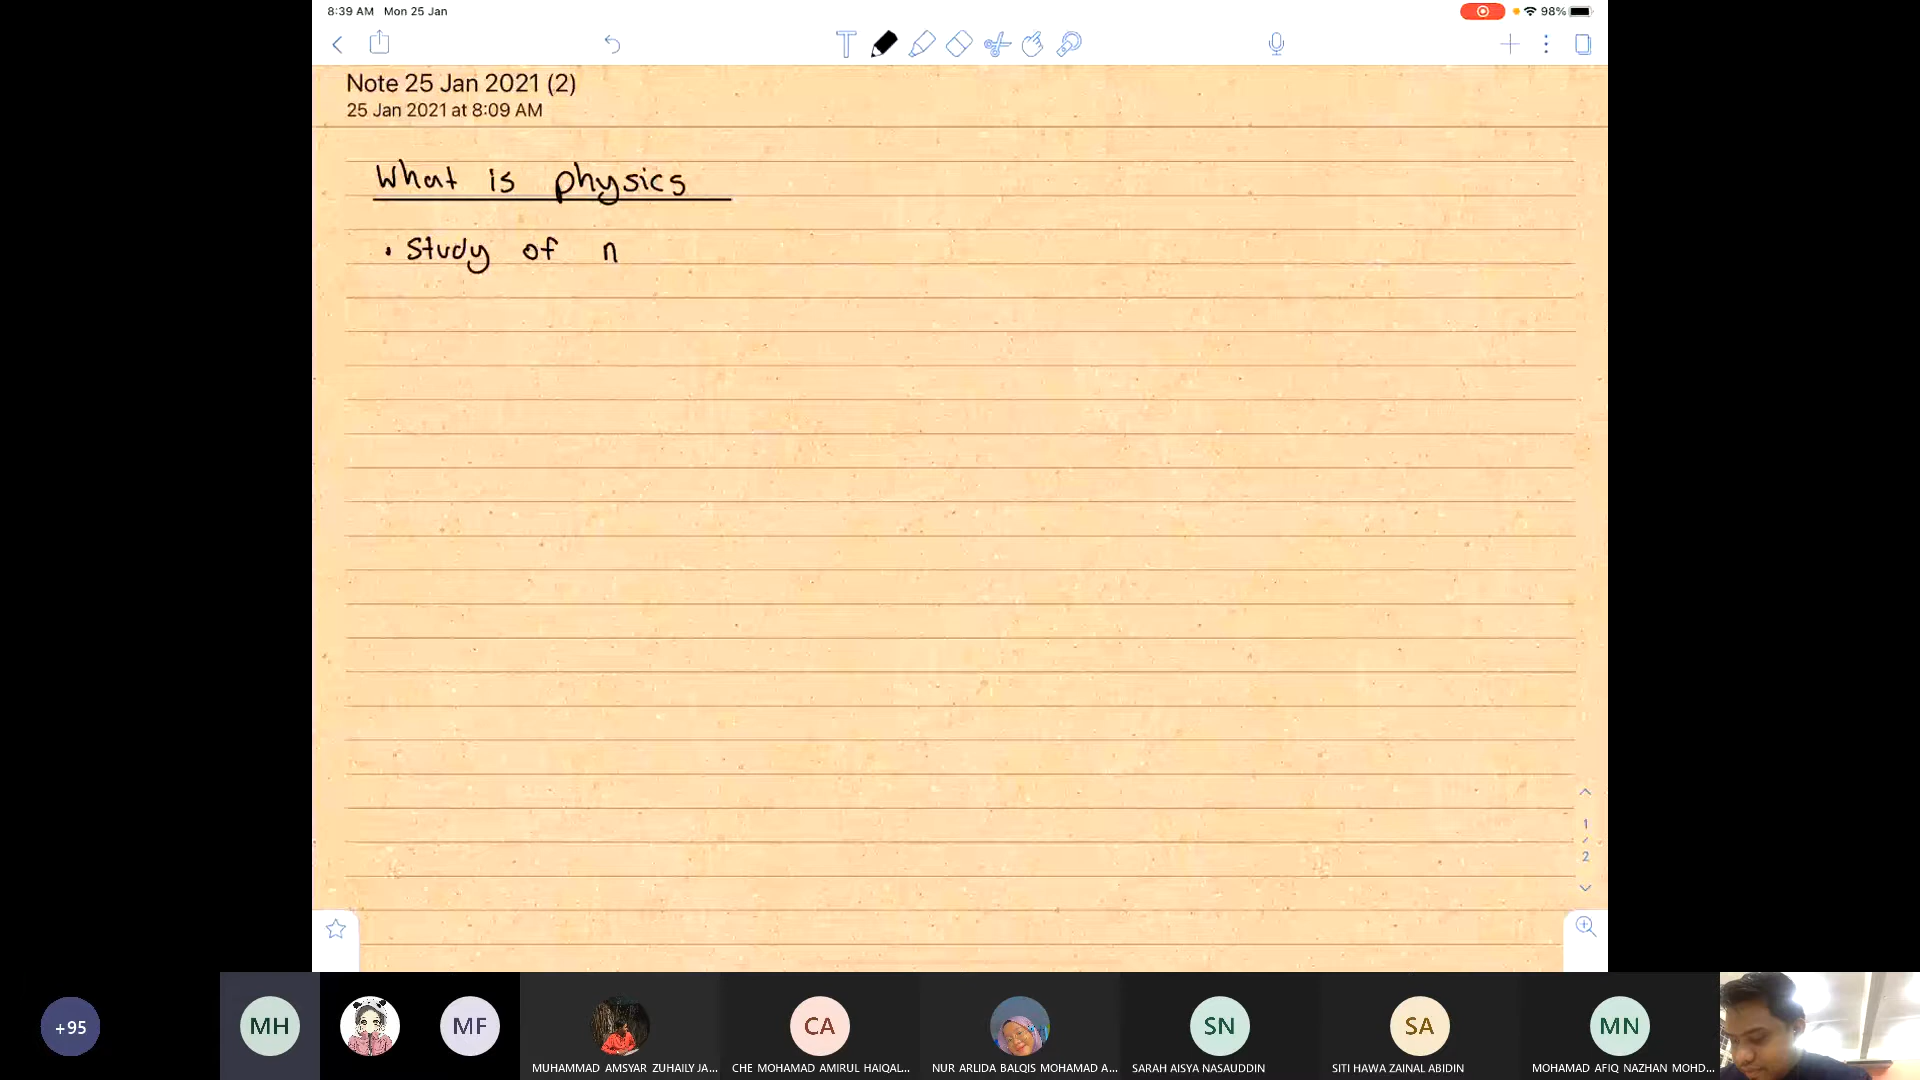 8:39 AM Mon 25 Jan
98%
Note 25 Jan 2021 (2)
25 Jan 2021 at 8:09 AM
What is physics
• Study of n
1
/
2
+95
MH
MF
CA
SN
SA
MN
MUHAMMAD AMSYAR ZUHAILY JA...
CHE MOHAMAD AMIRUL HAIQAL...
NUR ARLIDA BALQIS MOHAMAD A...
SARAH AISYA NASAUDDIN
SITI HAWA ZAINAL ABIDIN
MOHAMAD AFIQ NAZHAN MOHD...